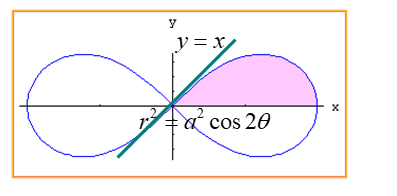 y
y = x
x
r² = a² cos 2θ